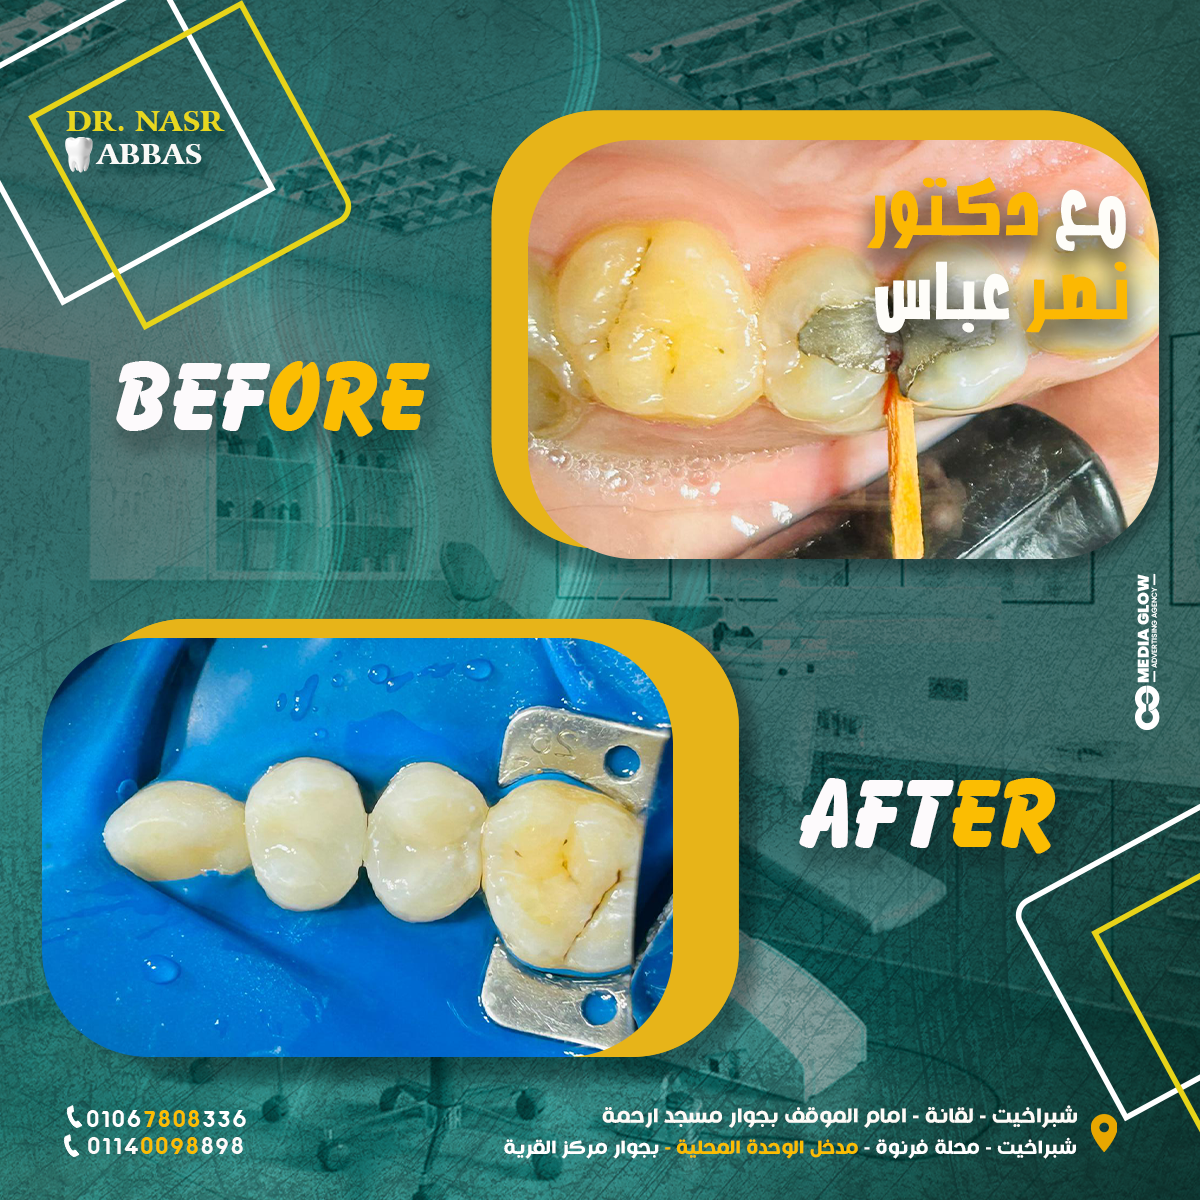 DR. NASR
ABBAS
مع دكتور
نصر عباس
BEFORE
MEDIA GLOW
ADVERTISING AGENCY
20
AFTER
01067808336
01140098898
شبراخيت - لقانة - امام الموقف بجوار مسجد ارحمة
شبراخيت - محلة فرنوة - مدخل الوحدة المحلية - بجوار مركز القرية